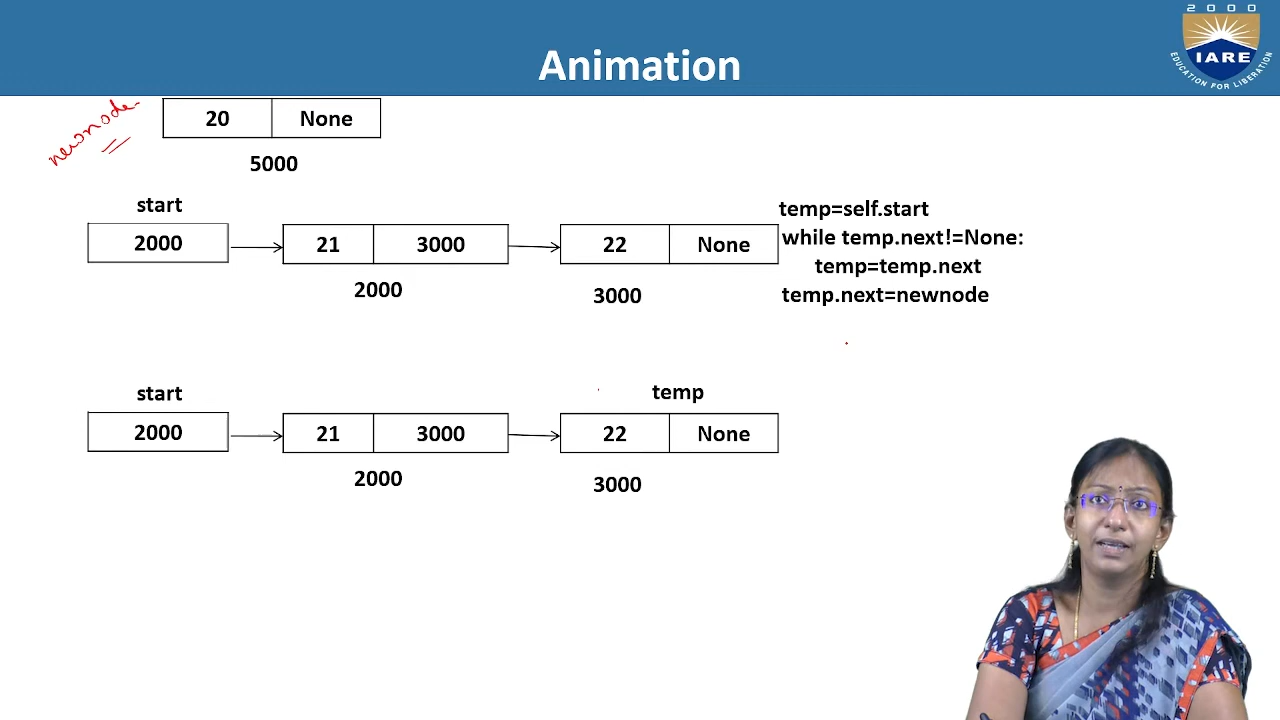 Animation
2000
IARE
EDUCATION FOR LIBERATION
newnode
20 None
5000
start
2000 21 3000 22 None
2000 3000
temp=self.start
while temp.next!=None:
temp=temp.next
temp.next=newnode
start temp
2000 21 3000 22 None
2000 3000